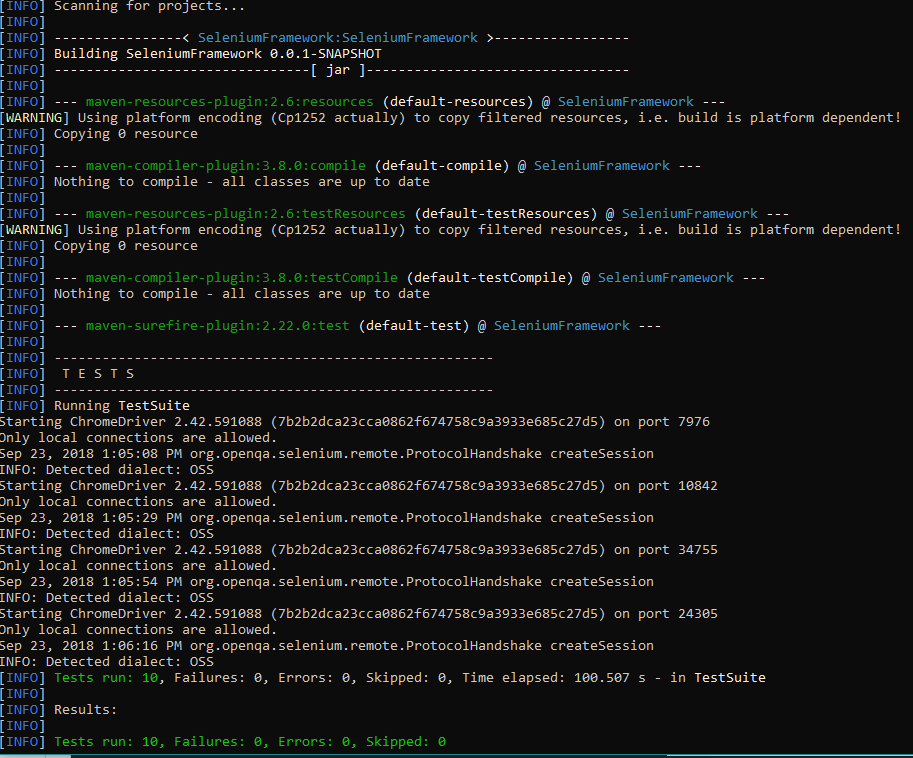 [INFO] Scanning for projects...
[INFO]
[INFO] ----------------< SeleniumFramework:SeleniumFramework >-----------------
[INFO] Building SeleniumFramework 0.0.1-SNAPSHOT
[INFO] --------------------------------[ jar ]---------------------------------
[INFO]
[INFO] --- maven-resources-plugin:2.6:resources (default-resources) @ SeleniumFramework ---
[WARNING] Using platform encoding (Cp1252 actually) to copy filtered resources, i.e. build is platform dependent!
[INFO] Copying 0 resource
[INFO]
[INFO] --- maven-compiler-plugin:3.8.0:compile (default-compile) @ SeleniumFramework ---
[INFO] Nothing to compile - all classes are up to date
[INFO]
[INFO] --- maven-resources-plugin:2.6:testResources (default-testResources) @ SeleniumFramework ---
[WARNING] Using platform encoding (Cp1252 actually) to copy filtered resources, i.e. build is platform dependent!
[INFO] Copying 0 resource
[INFO]
[INFO] --- maven-compiler-plugin:3.8.0:testCompile (default-testCompile) @ SeleniumFramework ---
[INFO] Nothing to compile - all classes are up to date
[INFO]
[INFO] --- maven-surefire-plugin:2.22.0:test (default-test) @ SeleniumFramework ---
[INFO]
[INFO] -------------------------------------------------------
[INFO]  T E S T S
[INFO] -------------------------------------------------------
[INFO] Running TestSuite
Starting ChromeDriver 2.42.591088 (7b2b2dca23cca0862f674758c9a3933e685c27d5) on port 7976
Only local connections are allowed.
Sep 23, 2018 1:05:08 PM org.openqa.selenium.remote.ProtocolHandshake createSession
INFO: Detected dialect: OSS
Starting ChromeDriver 2.42.591088 (7b2b2dca23cca0862f674758c9a3933e685c27d5) on port 10842
Only local connections are allowed.
Sep 23, 2018 1:05:29 PM org.openqa.selenium.remote.ProtocolHandshake createSession
INFO: Detected dialect: OSS
Starting ChromeDriver 2.42.591088 (7b2b2dca23cca0862f674758c9a3933e685c27d5) on port 34755
Only local connections are allowed.
Sep 23, 2018 1:05:54 PM org.openqa.selenium.remote.ProtocolHandshake createSession
INFO: Detected dialect: OSS
Starting ChromeDriver 2.42.591088 (7b2b2dca23cca0862f674758c9a3933e685c27d5) on port 24305
Only local connections are allowed.
Sep 23, 2018 1:06:16 PM org.openqa.selenium.remote.ProtocolHandshake createSession
INFO: Detected dialect: OSS
[INFO] Tests run: 10, Failures: 0, Errors: 0, Skipped: 0, Time elapsed: 100.507 s - in TestSuite
[INFO]
[INFO] Results:
[INFO]
[INFO] Tests run: 10, Failures: 0, Errors: 0, Skipped: 0